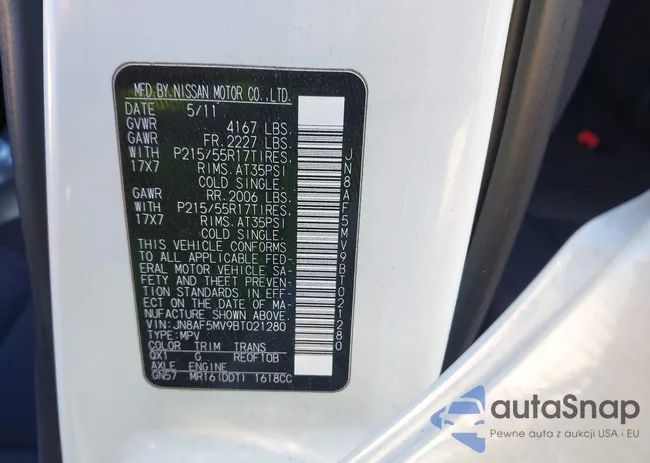 MFD.BY NISSAN MOTOR CO.,LTD.
DATE 5/11
GVWR 4167 LBS.
GAWR FR. 2227 LBS.
WITH P215/55R17TIRES,
17X7 RIMS, AT35PSI
COLD SINGLE.
GAWR RR. 2006 LBS.
WITH P215/55R17TIRES,
17X7 RIMS, AT35PSI
COLD SINGLE.
THIS VEHICLE CONFORMS
TO ALL APPLICABLE FED-
ERAL MOTOR VEHICLE SA-
FETY AND THEFT PREVEN-
TION STANDARDS IN EFF-
ECT ON THE DATE OF MA-
NUFACTURE SHOWN ABOVE.
VIN:JN8AF5MV9BT021280
TYPE:MPV
COLOR TRIM TRANS
QX1 G RE0F10B
AXLE ENGINE
GN57 MR16(DDT) 1618CC
JN8AF5MV9BT021280
autaSnap
Pewne auta z aukcji USA i EU